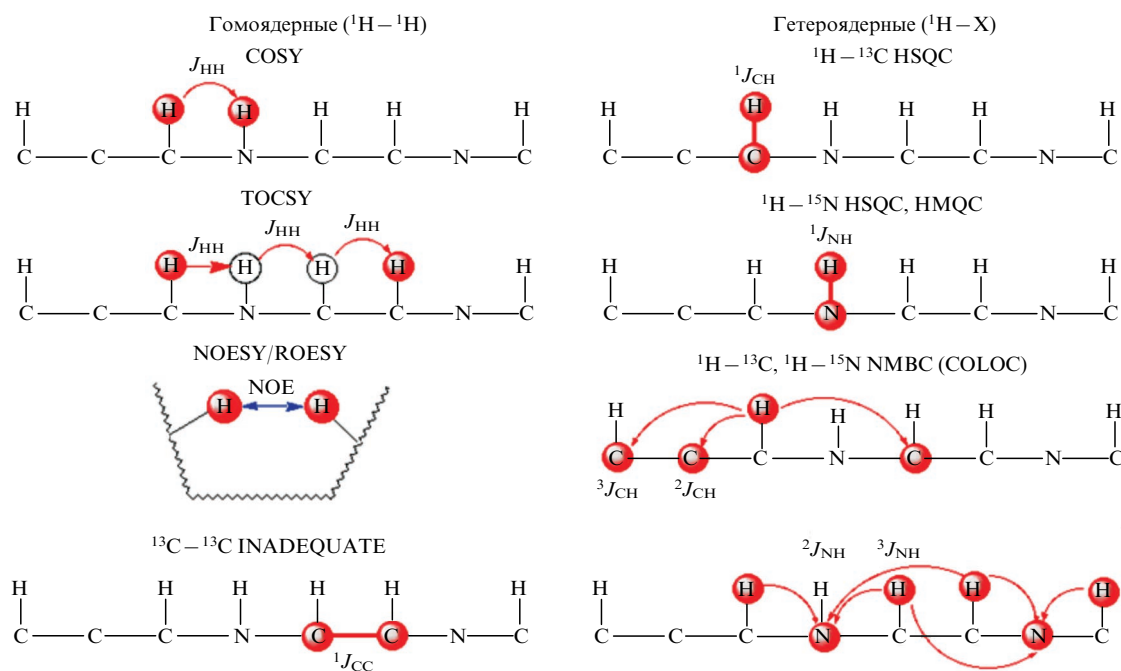 Гомоядерные (¹H – ¹H)
COSY
J_HH
H H H H H H
C C C N C C N C
TOCSY
J_HH J_HH J_HH
H H H H H H
C C C N C C N C
NOESY/ROESY
NOE
H H
¹³C – ¹³C INADEQUATE
H H H H H H
C C C N C C N C
¹J_CC
Гетероядерные (¹H – X)
¹H – ¹³C HSQC
¹J_CH
H H H H H H
C C C N C C N C
¹H – ¹⁵N HSQC, HMQC
¹J_NH
H H H H H H
C C C N C C N C
¹H – ¹³C, ¹H – ¹⁵N NMBC (COLOC)
H H H H H H
C C C N C C N C
³J_CH ²J_CH
²J_NH ³J_NH
H H H H H H
C C C N C C N C